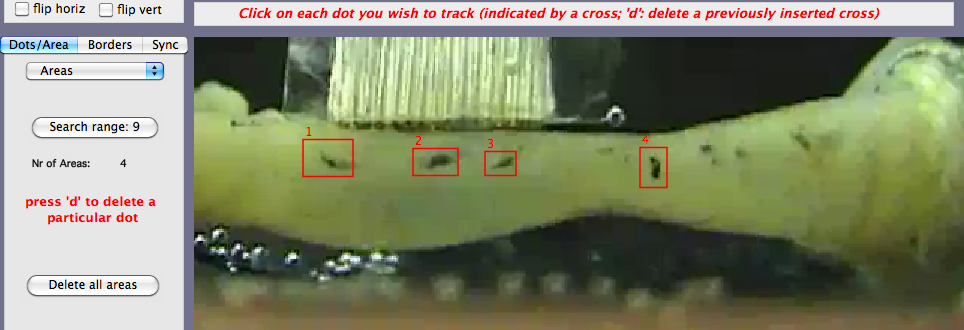 flip horiz flip vert
Click on each dot you wish to track (indicated by a cross; 'd': delete a previously inserted cross)
Dots/Area Borders Sync
Areas
Search range: 9
Nr of Areas: 4
press 'd' to delete a
particular dot
Delete all areas
1
2
3
4